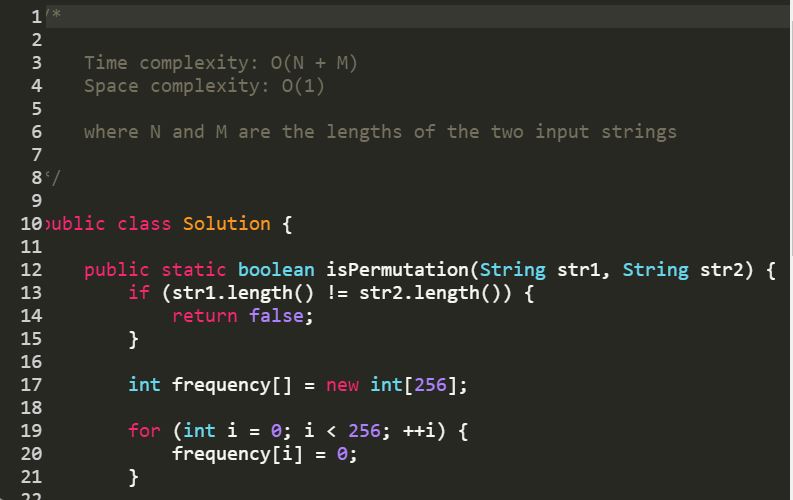 1 /*
2
3 Time complexity: O(N + M)
4 Space complexity: O(1)
5
6 where N and M are the lengths of the two input strings
7
8 */
9
10 public class Solution {
11
12 public static boolean isPermutation(String str1, String str2) {
13 if (str1.length() != str2.length()) {
14 return false;
15 }
16
17 int frequency[] = new int[256];
18
19 for (int i = 0; i < 256; ++i) {
20 frequency[i] = 0;
21 }
22